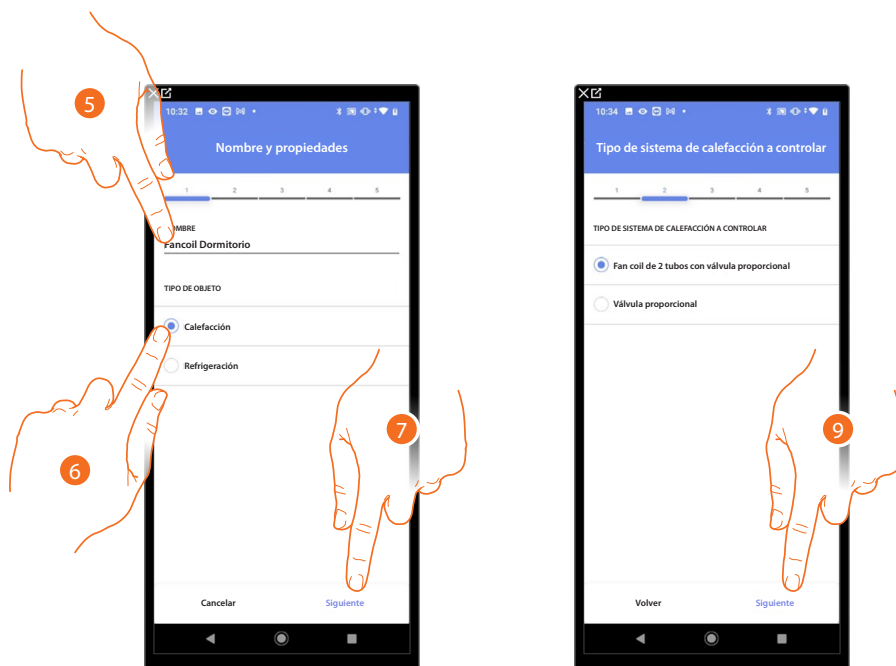 5
10:32
Nombre y propiedades
1 2 3 4 5
OMBRE
Fancoil Dormitorio
TIPO DE OBJETO
Calefacción
Refrigeración
6
7
Cancelar Siguiente
10:34
Tipo de sistema de calefacción a controlar
1 2 3 4 5
TIPO DE SISTEMA DE CALEFACCIÓN A CONTROLAR
Fan coil de 2 tubos con válvula proporcional
Válvula proporcional
9
Volver Siguiente